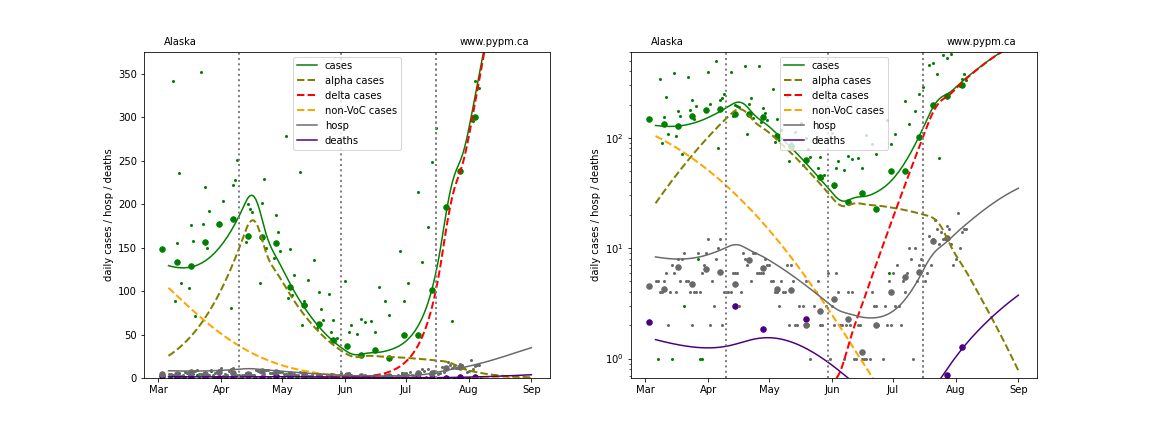 Alaska
www.pypm.ca
daily cases / hosp / deaths
350
300
250
200
150
100
50
0
cases
alpha cases
delta cases
non-VoC cases
hosp
deaths
Mar
Apr
May
Jun
Jul
Aug
Sep
Alaska
www.pypm.ca
daily cases / hosp / deaths
10²
10¹
10⁰
cases
alpha cases
delta cases
non-VoC cases
hosp
deaths
Mar
Apr
May
Jun
Jul
Aug
Sep